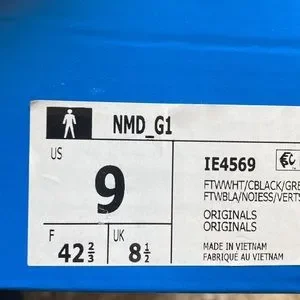 NMD_G1
US
9
F
42 2/3
UK
8 1/2
IE4569
FTWWHT/CBLACK/GRE
FTWBLA/NOIESS/VERTS
ORIGINALS
ORIGINALS
MADE IN VIETNAM
FABRIQUÉ AU VIETNAM